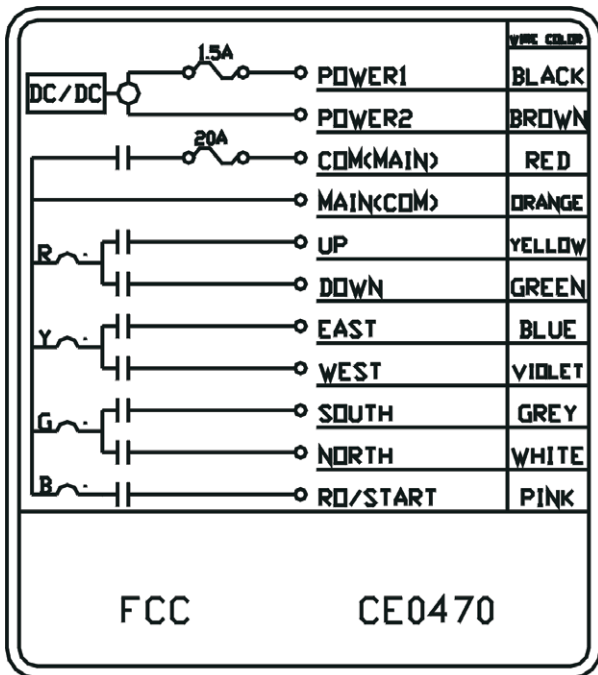 WIRE COLOR
1.5A
DC/DC POWER1 BLACK
POWER2 BROWN
20A
COM(MAIN) RED
MAIN(COM) ORANGE
R UP YELLOW
DOWN GREEN
Y EAST BLUE
WEST VIOLET
G SOUTH GREY
NORTH WHITE
B RO/START PINK
FCC CE0470